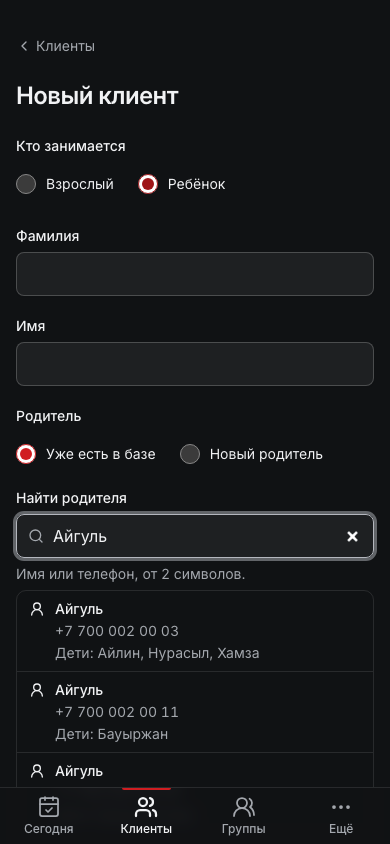 Клиенты
Новый клиент
Кто занимается
Взрослый
Ребёнок
Фамилия
Имя
Родитель
Уже есть в базе
Новый родитель
Найти родителя
Айгуль
Имя или телефон, от 2 символов.
Айгуль
+7 700 002 00 03
Дети: Айлин, Нурасыл, Хамза
Айгуль
+7 700 002 00 11
Дети: Бауыржан
Айгуль
Сегодня
Клиенты
Группы
Ещё